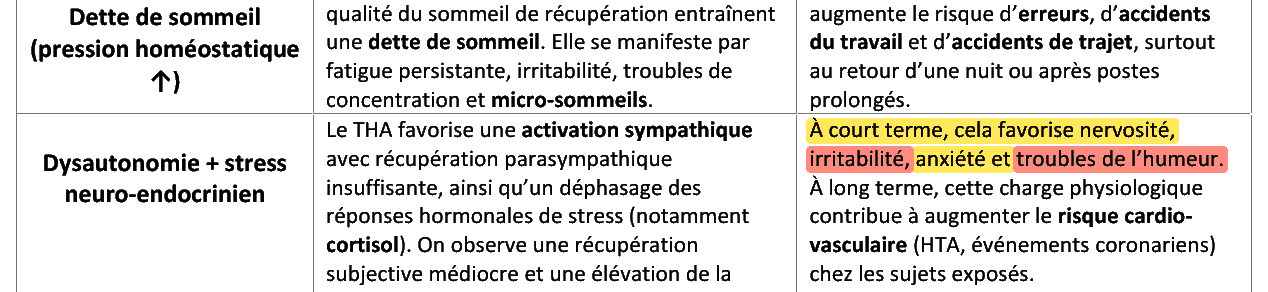 Dette de sommeil
(pression homéostatique
↑)
qualité du sommeil de récupération entraînent
une dette de sommeil. Elle se manifeste par
fatigue persistante, irritabilité, troubles de
concentration et micro-sommeils.
augmente le risque d’erreurs, d’accidents
du travail et d’accidents de trajet, surtout
au retour d’une nuit ou après postes
prolongés.
Dysautonomie + stress
neuro-endocrinien
Le THA favorise une activation sympathique
avec récupération parasympathique
insuffisante, ainsi qu’un déphasage des
réponses hormonales de stress (notamment
cortisol). On observe une récupération
subjective médiocre et une élévation de la
À court terme, cela favorise nervosité,
irritabilité, anxiété et troubles de l’humeur.
À long terme, cette charge physiologique
contribue à augmenter le risque cardio-
vasculaire (HTA, événements coronariens)
chez les sujets exposés.